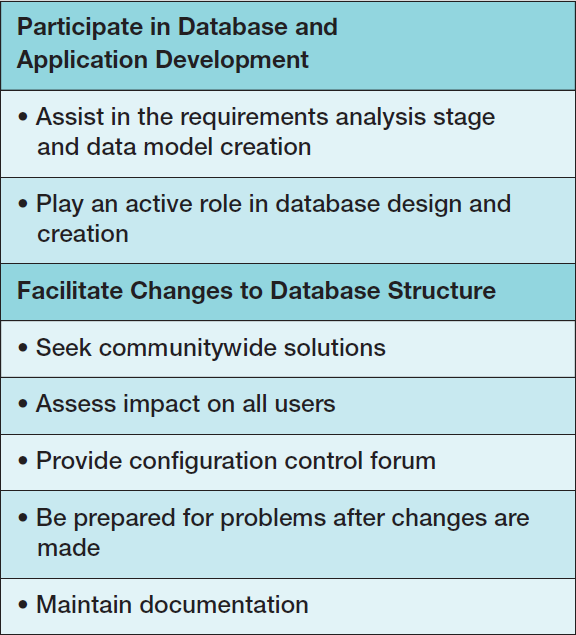 Participate in Database and
Application Development
• Assist in the requirements analysis stage
and data model creation
• Play an active role in database design and
creation
Facilitate Changes to Database Structure
• Seek communitywide solutions
• Assess impact on all users
• Provide configuration control forum
• Be prepared for problems after changes are
made
• Maintain documentation